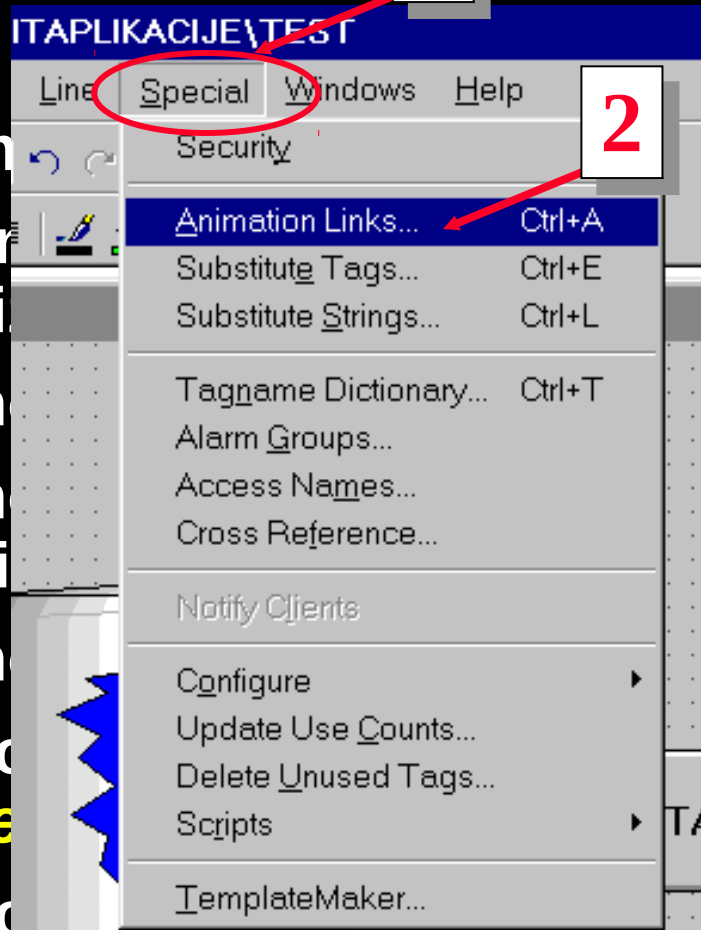 ITAPLIKACIJE\TEST
Line Special Windows Help
2
Security
Animation Links... Ctrl+A
Substitute Tags... Ctrl+E
Substitute Strings... Ctrl+L
Tagname Dictionary... Ctrl+T
Alarm Groups...
Access Names...
Cross Reference...
Notify Clients
Configure
Update Use Counts...
Delete Unused Tags...
Scripts
TemplateMaker...